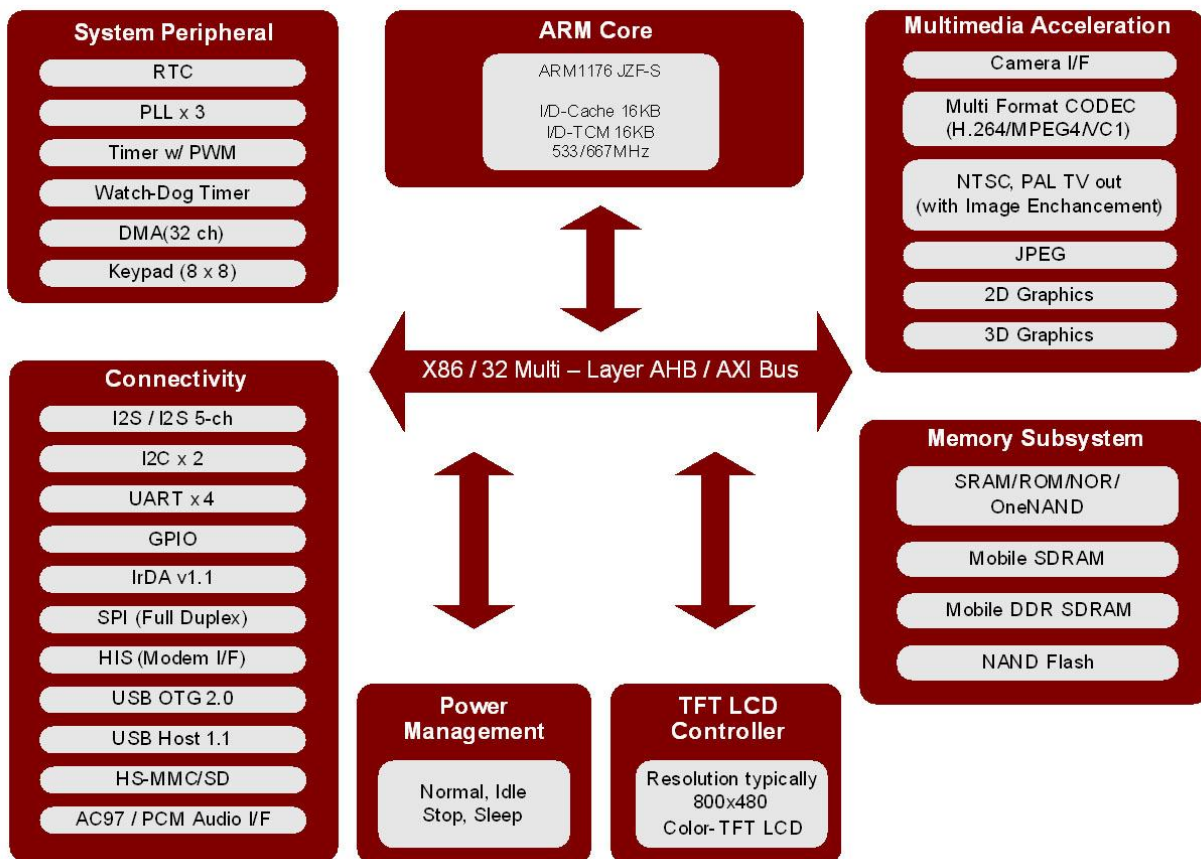 System Peripheral
RTC
PLL x 3
Timer w/ PWM
Watch-Dog Timer
DMA(32 ch)
Keypad (8 x 8)
ARM Core
ARM1176 JZF-S
I/D-Cache 16KB
I/D-TCM 16KB
533/667MHz
Multimedia Acceleration
Camera I/F
Multi Format CODEC
(H.264/MPEG4/VC1)
NTSC, PAL TV out
(with Image Enchancement)
JPEG
2D Graphics
3D Graphics
X86 / 32 Multi – Layer AHB / AXI Bus
Connectivity
I2S / I2S 5-ch
I2C x 2
UART x 4
GPIO
IrDA v1.1
SPI (Full Duplex)
HIS (Modem I/F)
USB OTG 2.0
USB Host 1.1
HS-MMC/SD
AC97 / PCM Audio I/F
Power
Management
Normal, Idle
Stop, Sleep
TFT LCD
Controller
Resolution typically
800x480
Color-TFT LCD
Memory Subsystem
SRAM/ROM/NOR/
OneNAND
Mobile SDRAM
Mobile DDR SDRAM
NAND Flash